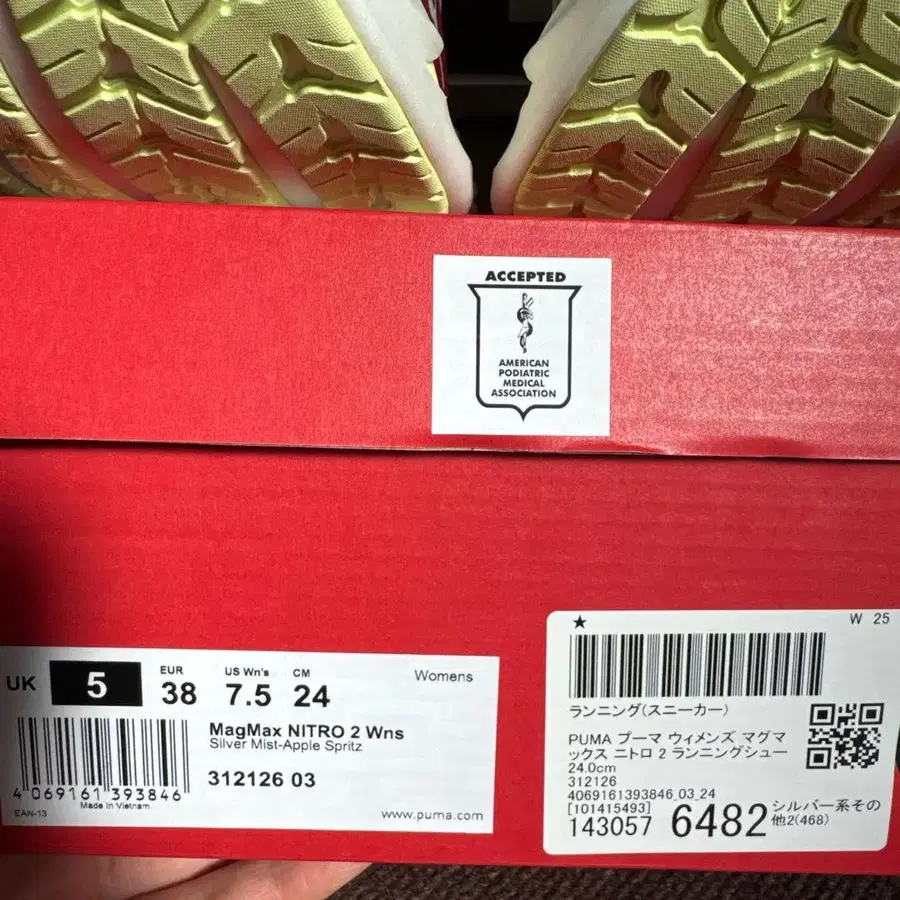 ACCEPTED
AMERICAN
PODIATRIC
MEDICAL
ASSOCIATION
UK 5 EUR 38 US Wn's 7.5 CM 24 Womens
MagMax NITRO 2 Wns
Silver Mist-Apple Spritz
312126 03
4 069161 393846
Made in Vietnam
EAN-13
www.puma.com
★ W 25
ランニング(スニーカー)
PUMA プーマ ウィメンズ マグマ
ックス ニトロ 2 ランニングシュー
24.0cm
312126
4069161393846_03_24
[101415493]
143057 6482 シルバー系その
他2(468)